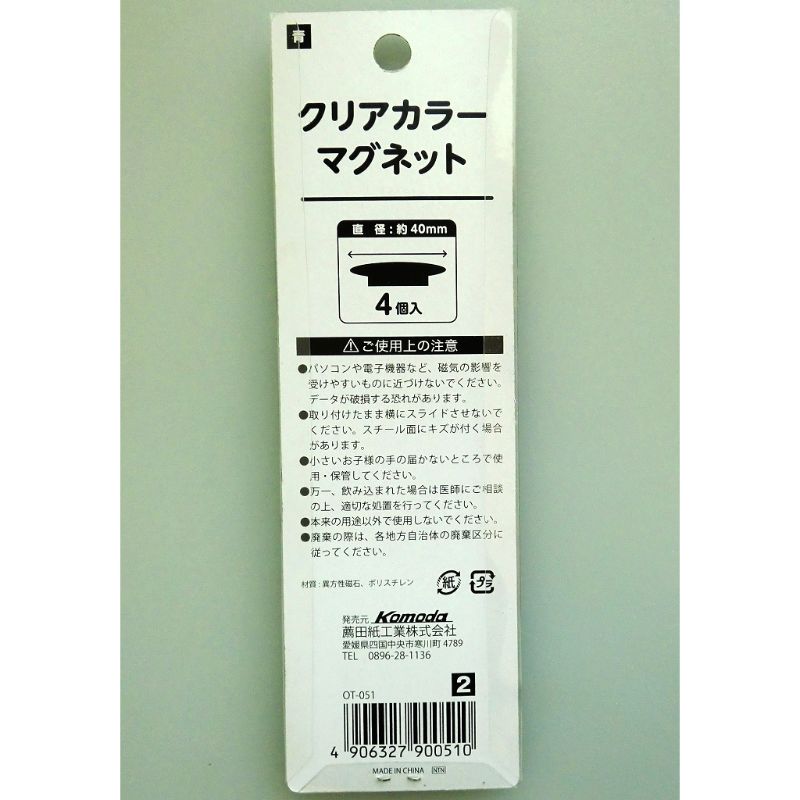 青
クリアカラー
マグネット
直 径：約40mm
4個入
⚠ご使用上の注意
●パソコンや電子機器など、磁気の影響を
受けやすいものに近づけないでください。
データが破損する恐れがあります。
●取り付けたまま横にスライドさせないで
ください。スチール面にキズが付く場合
があります。
●小さいお子様の手の届かないところで使
用・保管してください。
●万一、飲み込まれた場合は医師にご相談
の上、適切な処置を行ってください。
●本来の用途以外で使用しないでください。
●廃棄の際は、各地方自治体の廃棄区分に
従ってください。
材質：異方性磁石、ポリスチレン
紙 プラ
発売元 Komoda
薦田紙工業株式会社
愛媛県四国中央市寒川町4789
TEL 0896-28-1136
2
OT-051
4 906327 900510
MADE IN CHINA NTN